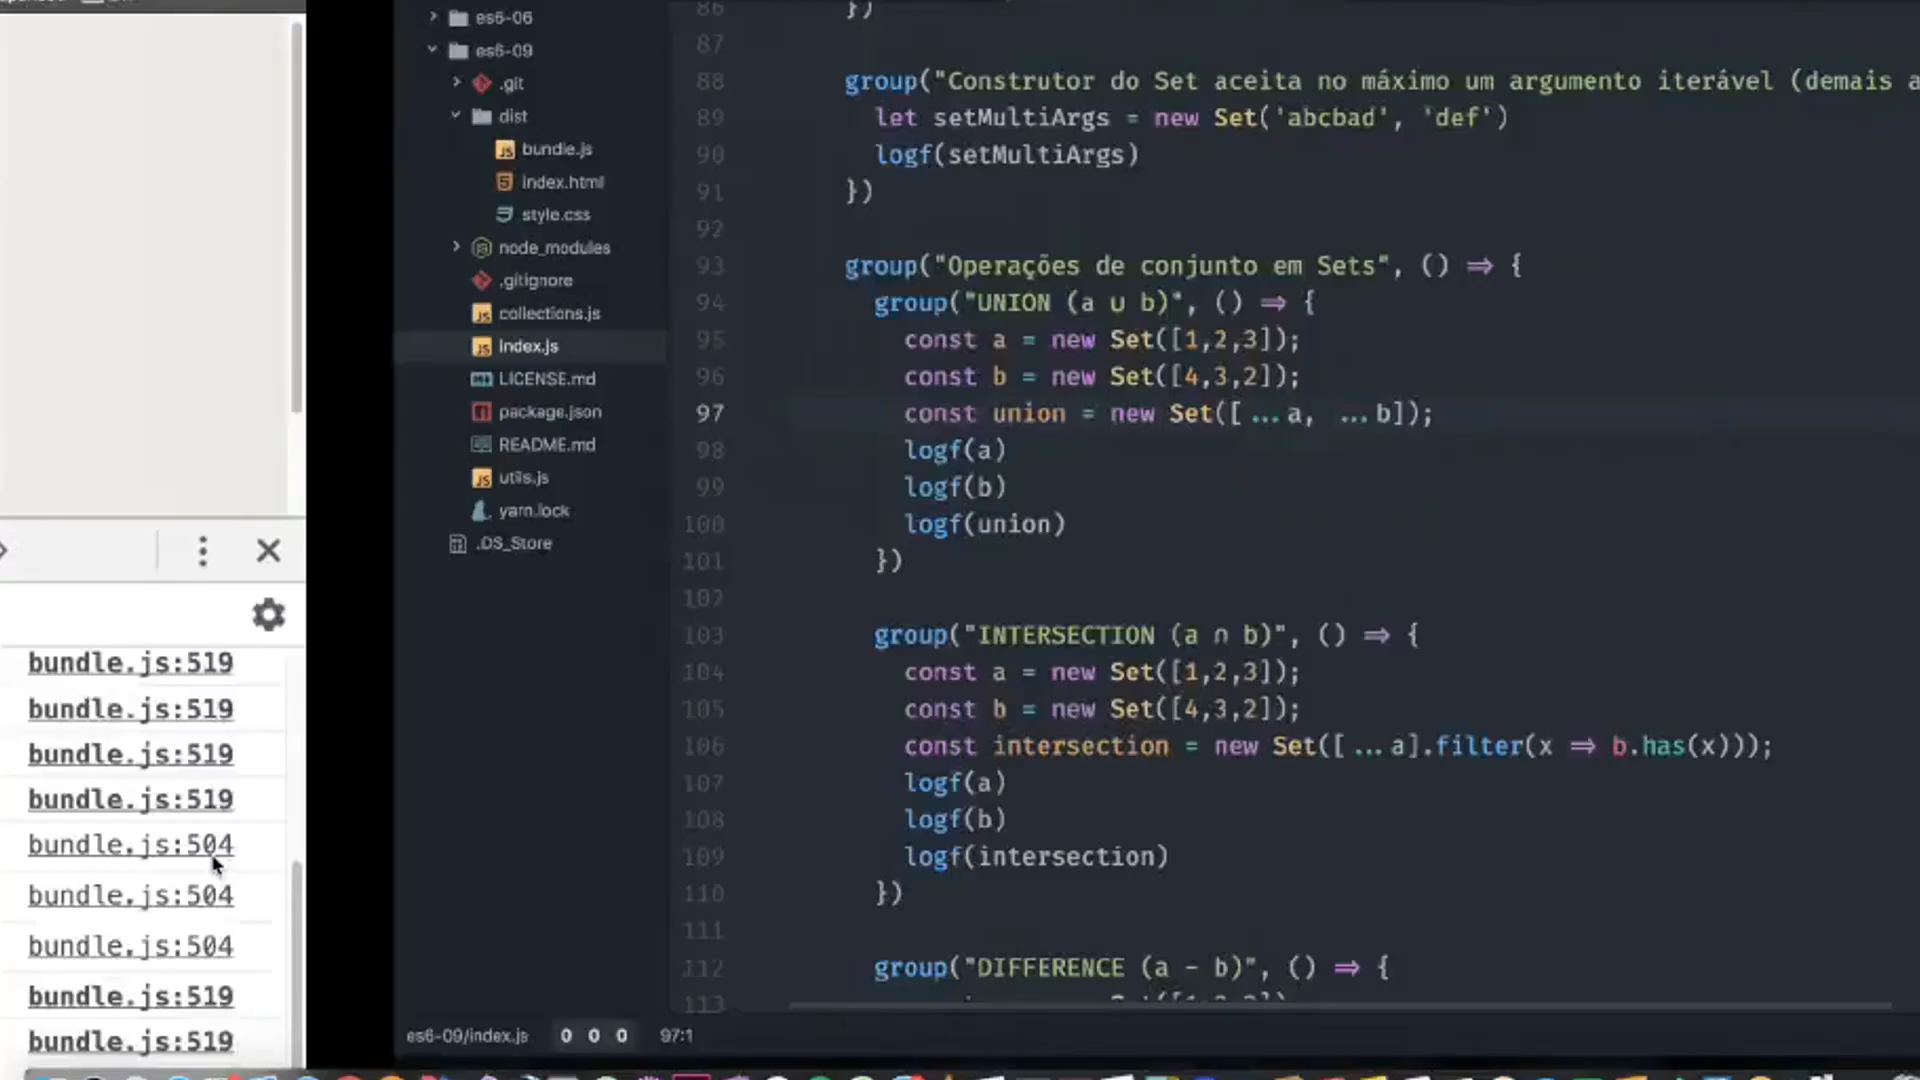 bundle.js:519
bundle.js:519
bundle.js:519
bundle.js:519
bundle.js:504
bundle.js:504
bundle.js:504
bundle.js:519
bundle.js:519
es6-06
es6-09
.git
dist
bundle.js
index.html
style.css
node_modules
.gitignore
collections.js
index.js
LICENSE.md
package.json
README.md
utils.js
yarn.lock
.DS_Store
86 })
87
88 group("Construtor do Set aceita no máximo um argumento iterável (demais a
89 let setMultiArgs = new Set('abcbad', 'def')
90 logf(setMultiArgs)
91 })
92
93 group("Operações de conjunto em Sets", () => {
94 group("UNION (a ∪ b)", () => {
95 const a = new Set([1,2,3]);
96 const b = new Set([4,3,2]);
97 const union = new Set([...a, ...b]);
98 logf(a)
99 logf(b)
100 logf(union)
101 })
102
103 group("INTERSECTION (a ∩ b)", () => {
104 const a = new Set([1,2,3]);
105 const b = new Set([4,3,2]);
106 const intersection = new Set([...a].filter(x => b.has(x)));
107 logf(a)
108 logf(b)
109 logf(intersection)
110 })
111
112 group("DIFFERENCE (a - b)", () => {
113
es6-09/index.js 0 0 0 97:1